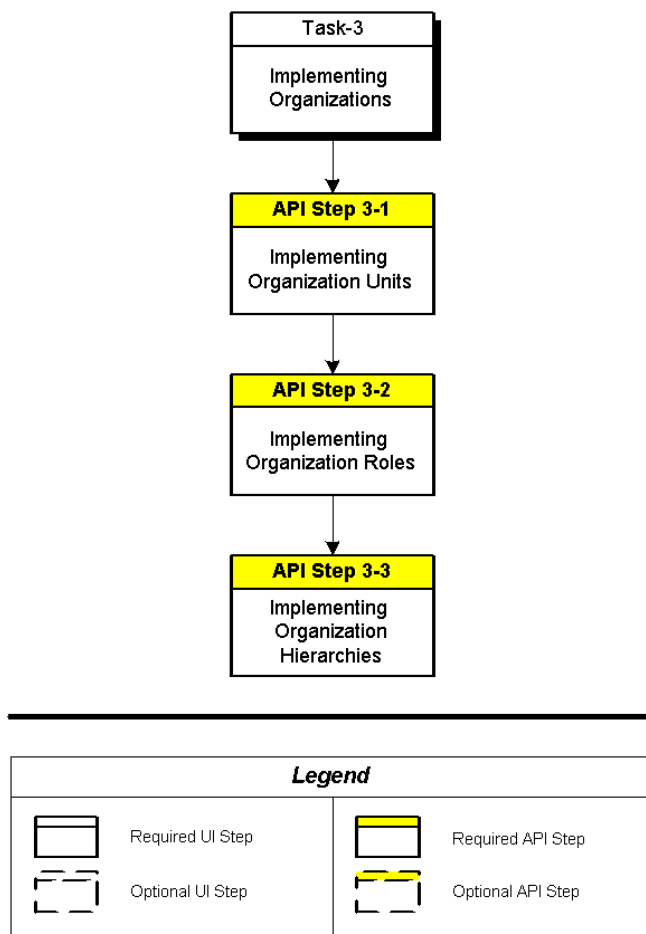 Task-3
Implementing
Organizations
API Step 3-1
Implementing
Organization Units
API Step 3-2
Implementing
Organization Roles
API Step 3-3
Implementing
Organization
Hierarchies
Legend
Required UI Step
Required API Step
Optional UI Step
Optional API Step